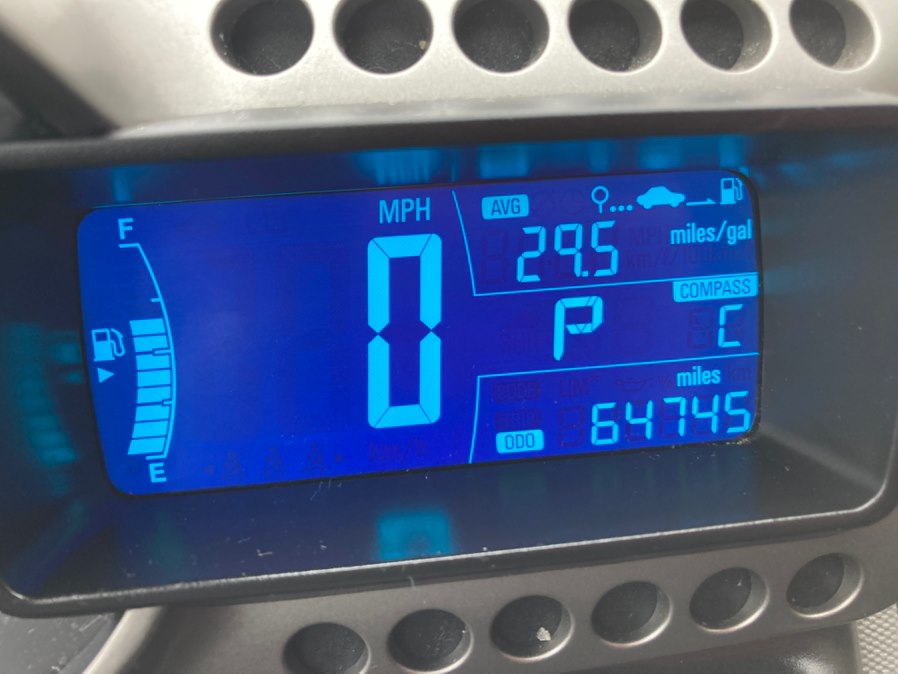 F
MPH
AVG
29.5 miles/gal
COMPASS
0
P C
miles
E
ODO 64745